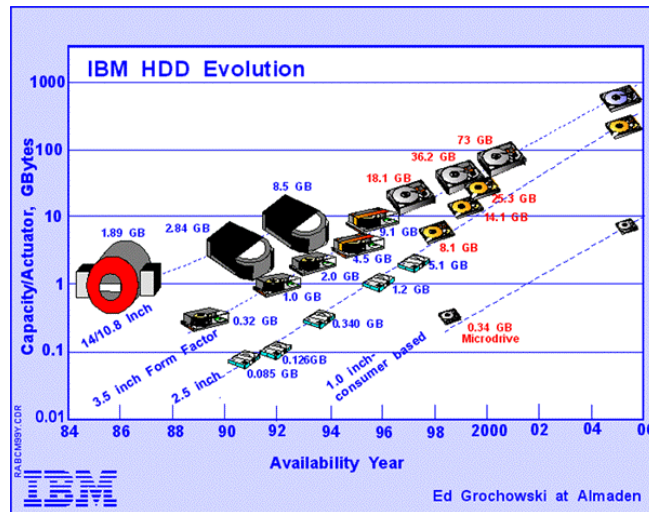 IBM HDD Evolution
Capacity/Actuator, GBytes
1000
100
10
1
0.1
0.01
1.89 GB
2.84 GB
8.5 GB
18.1 GB
36.2 GB
73 GB
25.3 GB
14.1 GB
9.1 GB
8.1 GB
4.5 GB
5.1 GB
2.0 GB
1.2 GB
1.0 GB
0.32 GB
0.340 GB
0.126GB
0.085 GB
0.34 GB
Microdrive
14/10.8 Inch
3.5 inch Form Factor
2.5 inch
1.0 inch-
consumer based
84 86 88 90 92 94 96 98 2000 02 04 06
Availability Year
RABCM99Y.CDR
IBM
Ed Grochowski at Almaden